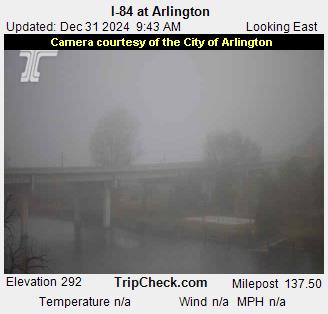 I-84 at Arlington
Updated: Dec 31 2024 9:43 AM Looking East
Camera courtesy of the City of Arlington
Elevation 292 TripCheck.com Milepost 137.50
Temperature n/a Wind n/a MPH n/a